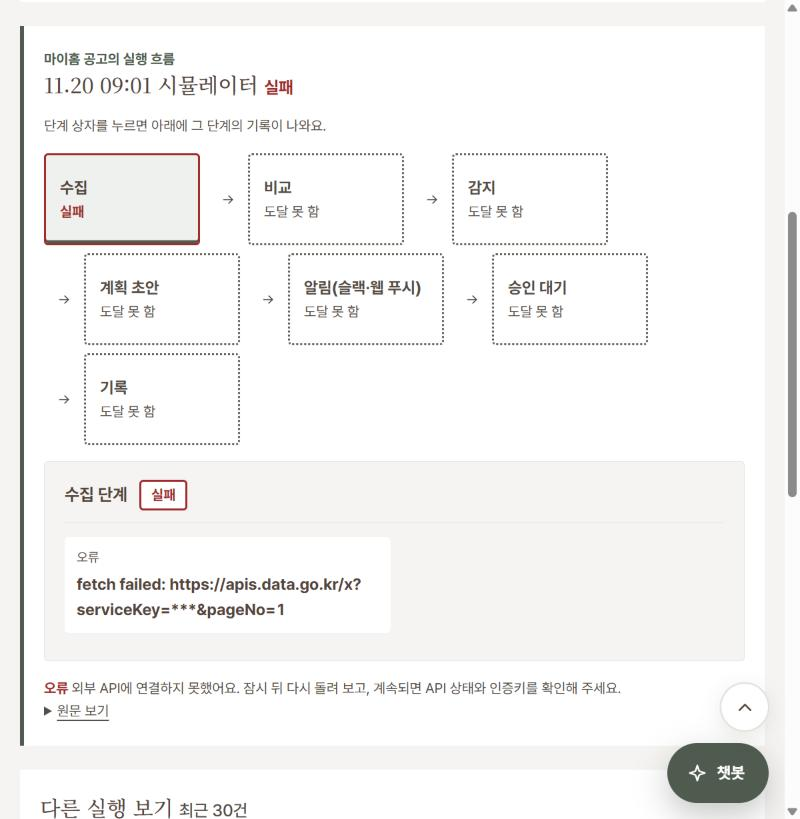 마이홈 공고의 실행 흐름
11.20 09:01 시뮬레이터 실패
단계 상자를 누르면 아래에 그 단계의 기록이 나와요.
수집
실패
→
비교
도달 못 함
→
감지
도달 못 함
→
계획 초안
도달 못 함
→
알림(슬랙·웹 푸시)
도달 못 함
→
승인 대기
도달 못 함
→
기록
도달 못 함
수집 단계 실패
오류
fetch failed: https://apis.data.go.kr/x?
serviceKey=***&pageNo=1
오류 외부 API에 연결하지 못했어요. 잠시 뒤 다시 돌려 보고, 계속되면 API 상태와 인증키를 확인해 주세요.
▶ 원문 보기
챗봇
다른 실행 보기 최근 30건